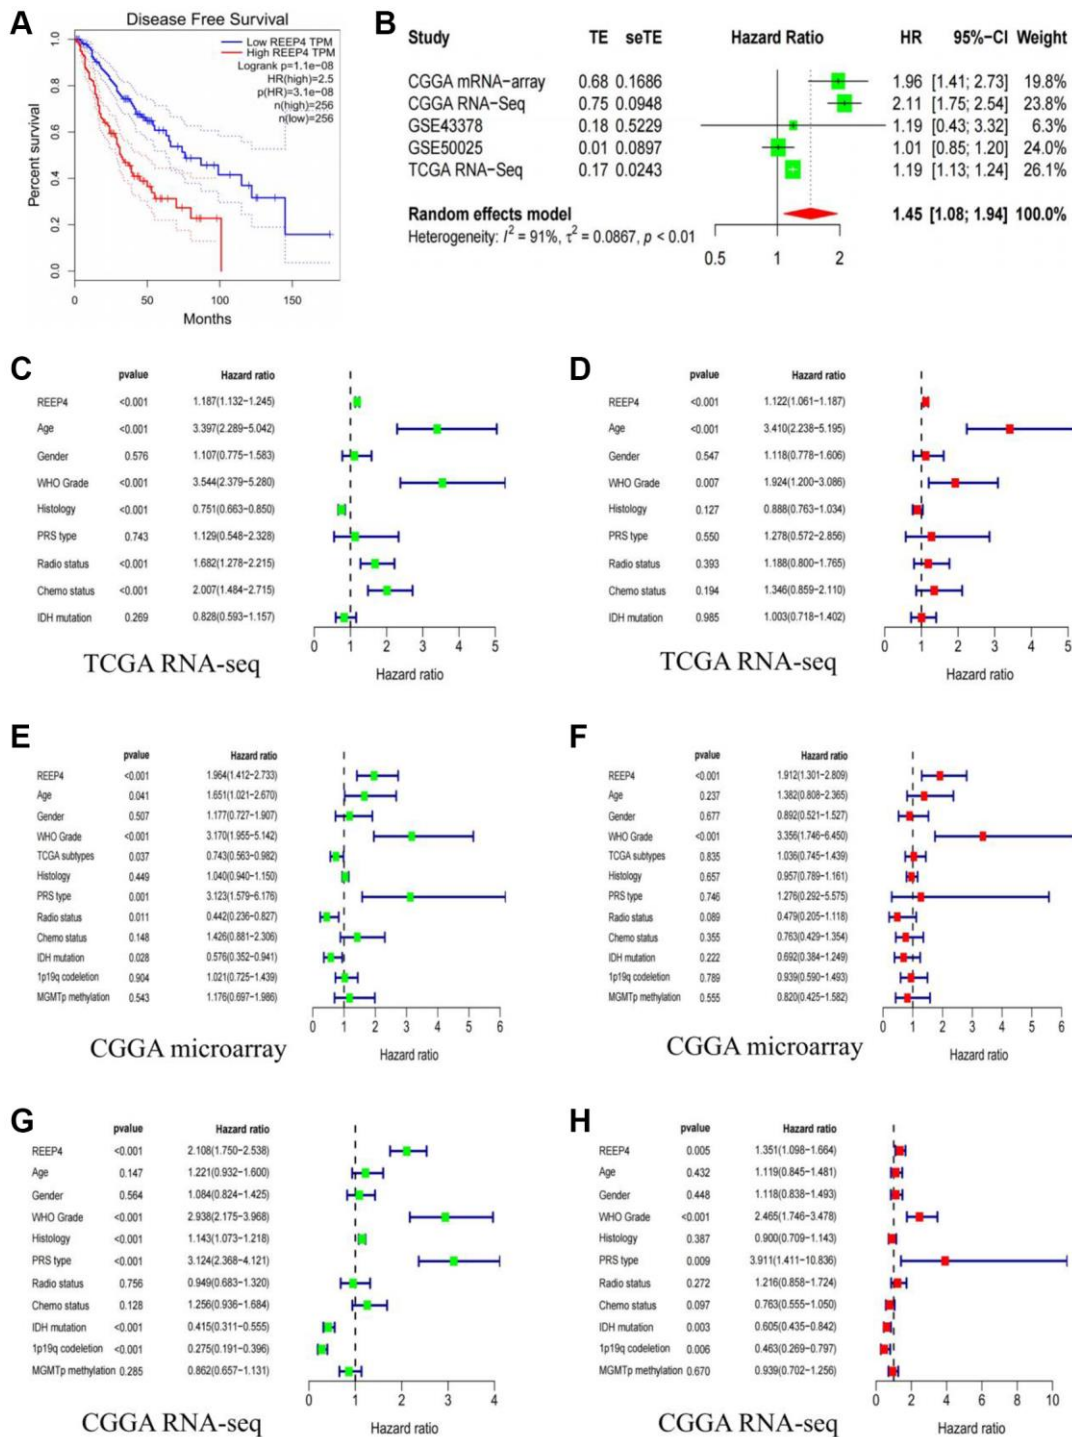 A
Disease Free Survival
Low REEP4 TPM
High REEP4 TPM
Logrank p=1.1e−08
HR(high)=2.5
p(HR)=3.1e−08
n(high)=256
n(low)=256
Percent survival
1.0
0.8
0.6
0.4
0.2
0.0
0 50 100 150
Months
B
Study TE seTE Hazard Ratio HR 95%−CI Weight
CGGA mRNA−array 0.68 0.1686 1.96 [1.41; 2.73] 19.8%
CGGA RNA−Seq 0.75 0.0948 2.11 [1.75; 2.54] 23.8%
GSE43378 0.18 0.5229 1.19 [0.43; 3.32] 6.3%
GSE50025 0.01 0.0897 1.01 [0.85; 1.20] 24.0%
TCGA RNA−Seq 0.17 0.0243 1.19 [1.13; 1.24] 26.1%
Random effects model 1.45 [1.08; 1.94] 100.0%
Heterogeneity: I² = 91%, τ² = 0.0867, p < 0.01
0.5 1 2
C
pvalue Hazard ratio
REEP4 <0.001 1.187(1.132−1.245)
Age <0.001 3.397(2.289−5.042)
Gender 0.576 1.107(0.775−1.583)
WHO Grade <0.001 3.544(2.379−5.280)
Histology <0.001 0.751(0.663−0.850)
PRS type 0.743 1.129(0.548−2.328)
Radio status <0.001 1.682(1.278−2.215)
Chemo status <0.001 2.007(1.484−2.715)
IDH mutation 0.269 0.828(0.593−1.157)
0 1 2 3 4 5
Hazard ratio
TCGA RNA-seq
D
pvalue Hazard ratio
REEP4 <0.001 1.122(1.061−1.187)
Age <0.001 3.410(2.238−5.195)
Gender 0.547 1.118(0.778−1.606)
WHO Grade 0.007 1.924(1.200−3.086)
Histology 0.127 0.888(0.763−1.034)
PRS type 0.550 1.278(0.572−2.856)
Radio status 0.393 1.188(0.800−1.765)
Chemo status 0.194 1.346(0.859−2.110)
IDH mutation 0.985 1.003(0.718−1.402)
0 1 2 3 4 5
Hazard ratio
TCGA RNA-seq
E
pvalue Hazard ratio
REEP4 <0.001 1.964(1.412−2.733)
Age 0.041 1.651(1.021−2.670)
Gender 0.507 1.177(0.727−1.907)
WHO Grade <0.001 3.170(1.955−5.142)
TCGA subtypes 0.037 0.743(0.563−0.982)
Histology 0.449 1.040(0.940−1.150)
PRS type 0.001 3.123(1.579−6.176)
Radio status 0.011 0.442(0.236−0.827)
Chemo status 0.148 1.426(0.881−2.306)
IDH mutation 0.028 0.576(0.352−0.941)
1p19q codeletion 0.904 1.021(0.725−1.439)
MGMTp methylation 0.543 1.176(0.697−1.986)
0 1 2 3 4 5 6
Hazard ratio
CGGA microarray
F
pvalue Hazard ratio
REEP4 <0.001 1.912(1.301−2.809)
Age 0.237 1.382(0.808−2.365)
Gender 0.677 0.892(0.521−1.527)
WHO Grade <0.001 3.356(1.746−6.450)
TCGA subtypes 0.835 1.036(0.745−1.439)
Histology 0.657 0.957(0.789−1.161)
PRS type 0.746 1.276(0.292−5.575)
Radio status 0.089 0.479(0.205−1.118)
Chemo status 0.355 0.763(0.429−1.354)
IDH mutation 0.222 0.692(0.384−1.249)
1p19q codeletion 0.789 0.939(0.590−1.493)
MGMTp methylation 0.555 0.820(0.425−1.582)
0 1 2 3 4 5 6
Hazard ratio
CGGA microarray
G
pvalue Hazard ratio
REEP4 <0.001 2.108(1.750−2.538)
Age 0.147 1.221(0.932−1.600)
Gender 0.564 1.084(0.824−1.425)
WHO Grade <0.001 2.938(2.175−3.968)
Histology <0.001 1.143(1.073−1.218)
PRS type <0.001 3.124(2.368−4.121)
Radio status 0.756 0.949(0.683−1.320)
Chemo status 0.128 1.256(0.936−1.684)
IDH mutation <0.001 0.415(0.311−0.555)
1p19q codeletion <0.001 0.275(0.191−0.396)
MGMTp methylation 0.285 0.862(0.657−1.131)
0 1 2 3 4
Hazard ratio
CGGA RNA-seq
H
pvalue Hazard ratio
REEP4 0.005 1.351(1.098−1.664)
Age 0.432 1.119(0.845−1.481)
Gender 0.448 1.118(0.838−1.493)
WHO Grade <0.001 2.465(1.746−3.478)
Histology 0.387 0.900(0.709−1.143)
PRS type 0.009 3.911(1.411−10.836)
Radio status 0.272 1.216(0.858−1.724)
Chemo status 0.097 0.763(0.555−1.050)
IDH mutation 0.003 0.605(0.435−0.842)
1p19q codeletion 0.006 0.463(0.269−0.797)
MGMTp methylation 0.670 0.939(0.702−1.256)
0 2 4 6 8 10
Hazard ratio
CGGA RNA-seq